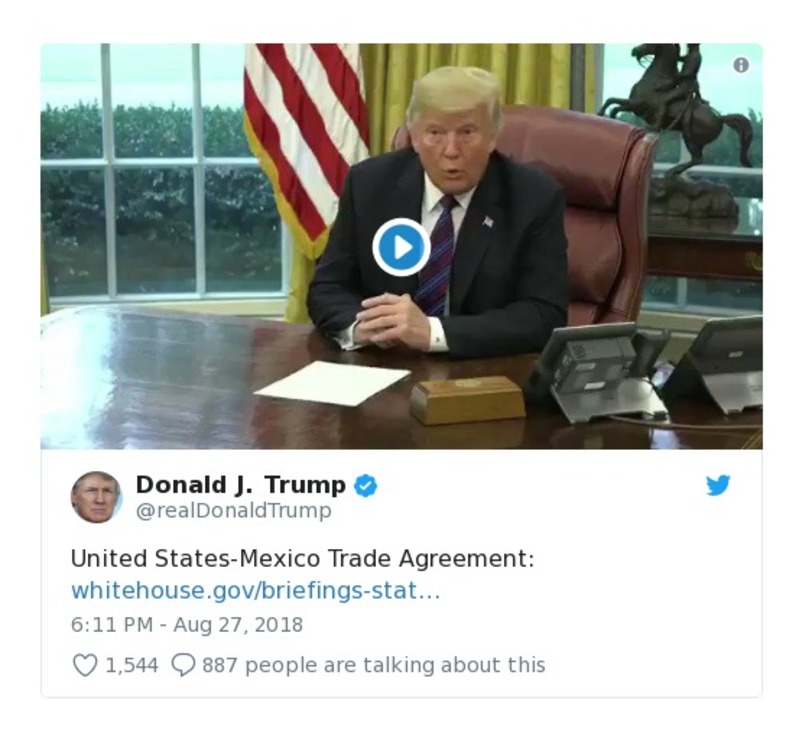 Donald J. Trump
@realDonaldTrump
United States-Mexico Trade Agreement:
whitehouse.gov/briefings-stat…
6:11 PM - Aug 27, 2018
1,544 887 people are talking about this